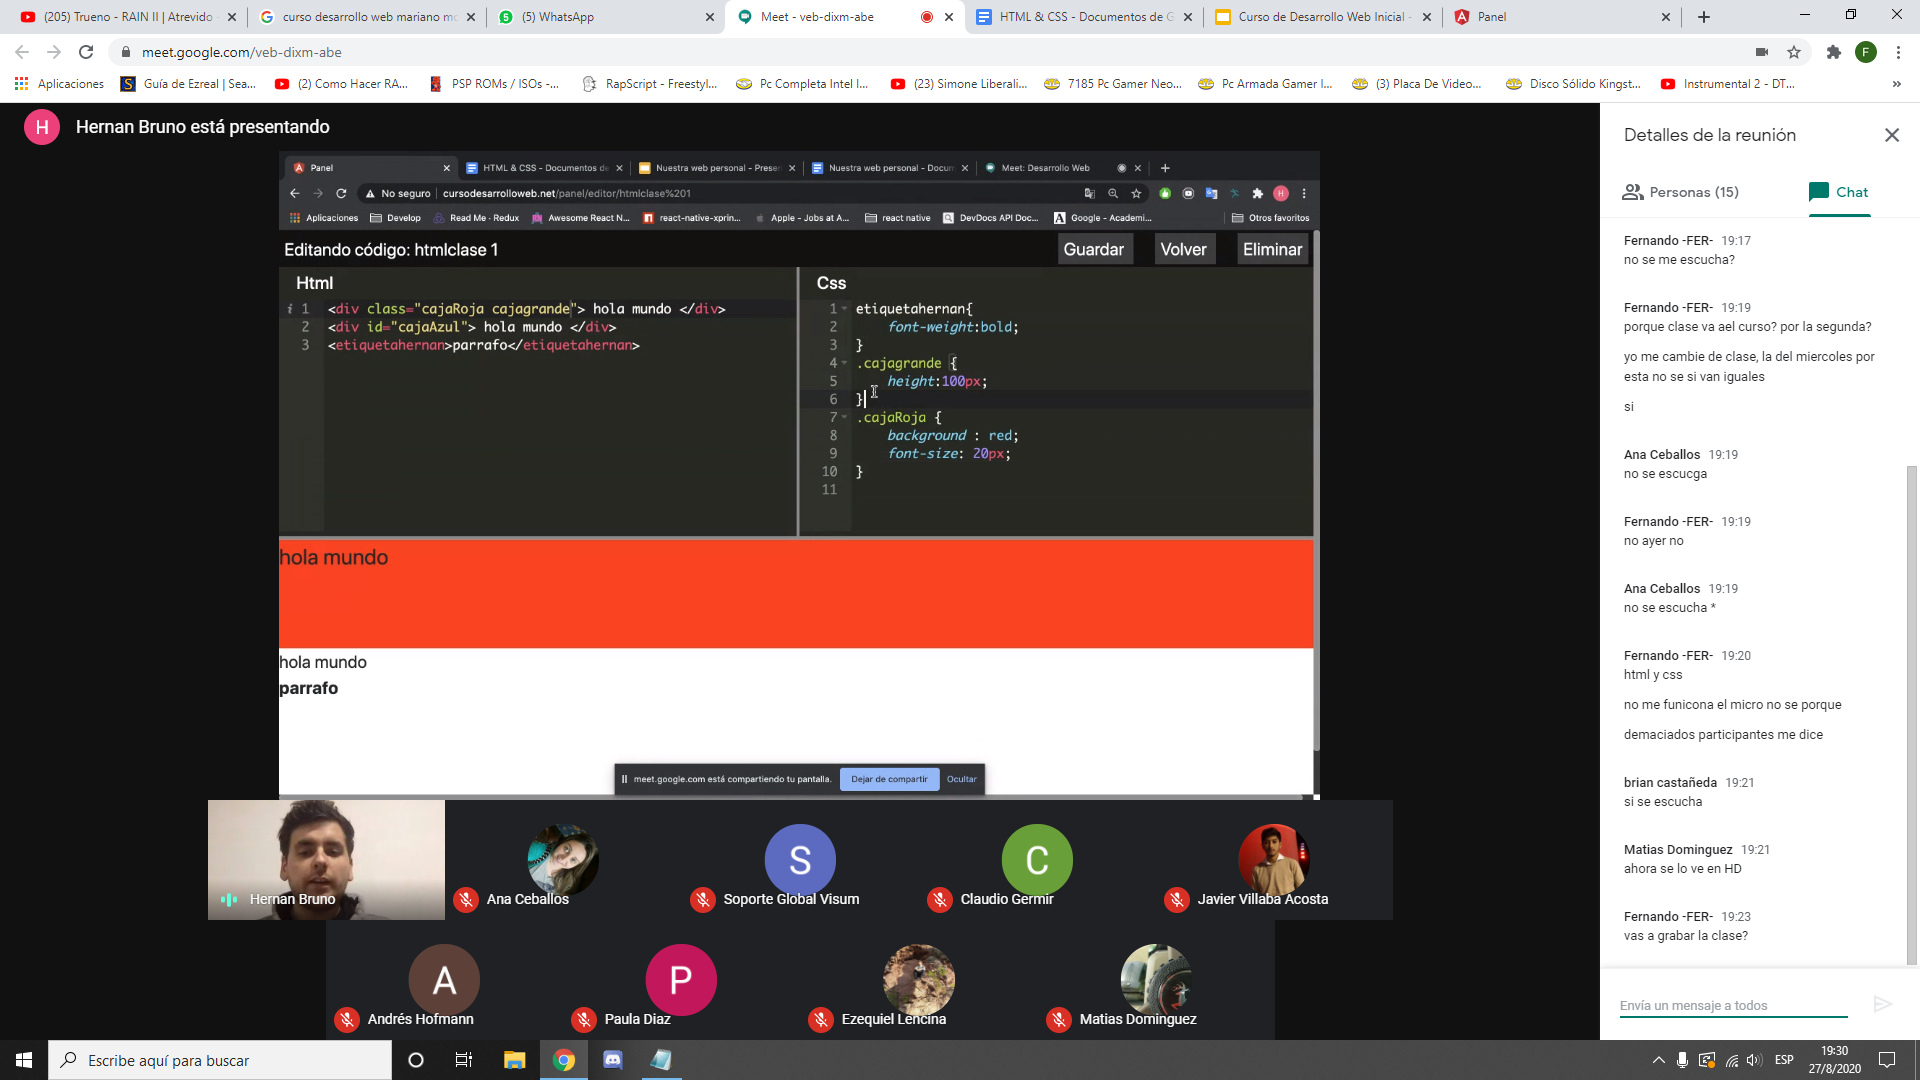 (205) Trueno - RAIN II | Atrevido
curso desarrollo web mariano mo
(5) WhatsApp
Meet - veb-dixm-abe
HTML & CSS - Documentos de G
Curso de Desarrollo Web Inicial -
Panel
meet.google.com/veb-dixm-abe
F
Aplicaciones
Guía de Ezreal | Sea...
(2) Como Hacer RA...
PSP ROMs / ISOs -...
RapScript - Freestyl...
Pc Completa Intel I...
(23) Simone Liberali...
7185 Pc Gamer Neo...
Pc Armada Gamer I...
(3) Placa De Video...
Disco Sólido Kingst...
Instrumental 2 - DT...
»
H
Hernan Bruno está presentando
Panel
HTML & CSS - Documentos de
Nuestra web personal - Presen
Nuestra web personal - Docum
Meet: Desarrollo Web
No seguro
cursodesarrolloweb.net/panel/editor/htmlclase%201
H
Aplicaciones
Develop
Read Me · Redux
Awesome React N...
react-native-xprin...
Apple - Jobs at A...
react native
DevDocs API Doc...
Google - Academi...
Otros favoritos
Editando código: htmlclase 1
Guardar
Volver
Eliminar
Html
1 <div class="cajaRoja cajagrande"> hola mundo </div>
2 <div id="cajaAzul"> hola mundo </div>
3 <etiquetahernan>parrafo</etiquetahernan>
Css
1 etiquetahernan{
2 font-weight:bold;
3 }
4 .cajagrande {
5 height:100px;
6 }
7 .cajaRoja {
8 background : red;
9 font-size: 20px;
10 }
11
hola mundo
hola mundo
parrafo
meet.google.com está compartiendo tu pantalla.
Dejar de compartir
Ocultar
Hernan Bruno
Ana Ceballos
S
Soporte Global Visum
C
Claudio Germir
Javier Villaba Acosta
A
Andrés Hofmann
P
Paula Diaz
Ezequiel Lencina
Matias Dominguez
Detalles de la reunión
Personas (15)
Chat
Fernando -FER- 19:17
no se me escucha?
Fernando -FER- 19:19
porque clase va ael curso? por la segunda?
yo me cambie de clase, la del miercoles por
esta no se si van iguales
si
Ana Ceballos 19:19
no se escucga
Fernando -FER- 19:19
no ayer no
Ana Ceballos 19:19
no se escucha *
Fernando -FER- 19:20
html y css
no me funicona el micro no se porque
demaciados participantes me dice
brian castañeda 19:21
si se escucha
Matias Dominguez 19:21
ahora se lo ve en HD
Fernando -FER- 19:23
vas a grabar la clase?
Envía un mensaje a todos
Escribe aquí para buscar
ESP
19:30
27/8/2020